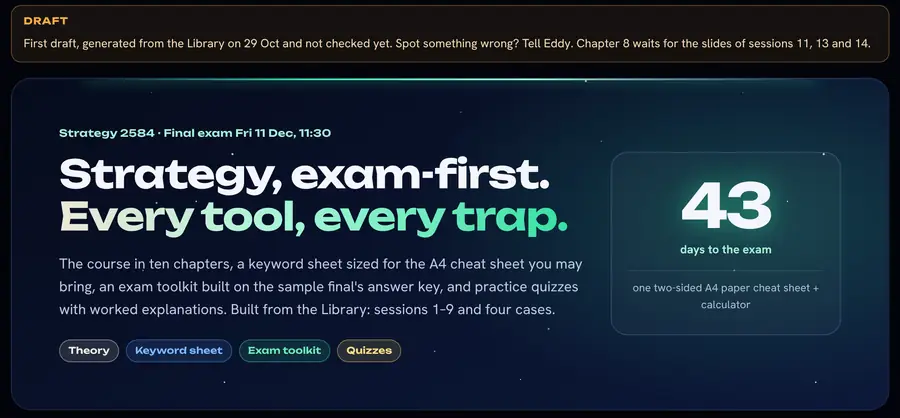 DRAFT
First draft, generated from the Library on 29 Oct and not checked yet. Spot something wrong? Tell Eddy. Chapter 8 waits for the slides of sessions 11, 13 and 14.
Strategy 2584 · Final exam Fri 11 Dec, 11:30
Strategy, exam-first.
Every tool, every trap.
The course in ten chapters, a keyword sheet sized for the A4 cheat sheet you may
bring, an exam toolkit built on the sample final's answer key, and practice quizzes
with worked explanations. Built from the Library: sessions 1–9 and four cases.
Theory
Keyword sheet
Exam toolkit
Quizzes
43
days to the exam
one two-sided A4 paper cheat sheet +
calculator